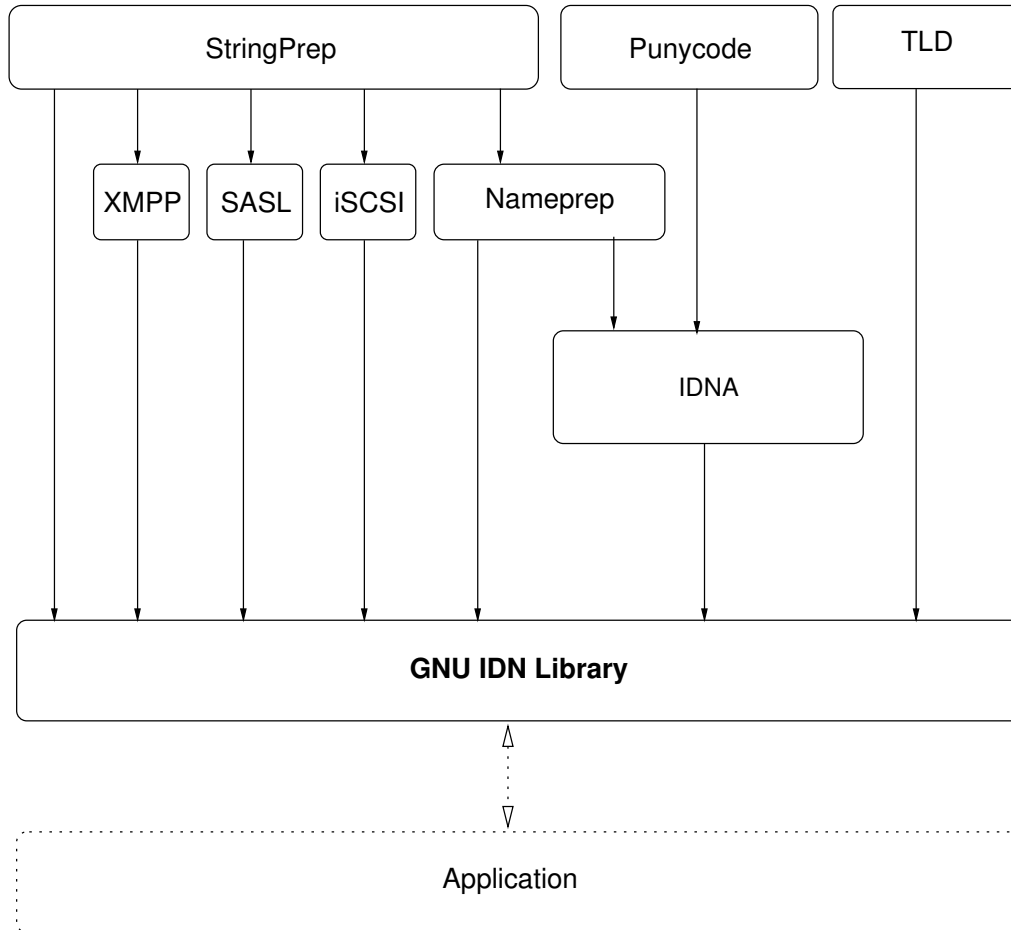 StringPrep
Punycode
TLD
XMPP
SASL
iSCSI
Nameprep
IDNA
GNU IDN Library
Application